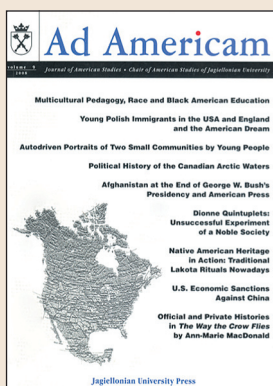 Ad Americam
volume 9
2008
Journal of American Studies • Chair of American Studies of Jagiellonian University
Multicultural Pedagogy, Race and Black American Education
Young Polish Immigrants in the USA and England
and the American Dream
Autodriven Portraits of Two Small Communities by Young People
Political History of the Canadian Arctic Waters
Afghanistan at the End of George W. Bush's
Presidency and American Press
Dionne Quintuplets:
Unsuccessful Experiment
of a Noble Society
Native American Heritage
in Action: Traditional
Lakota Rituals Nowadays
U.S. Economic Sanctions
Against China
Official and Private Histories
in The Way the Crow Flies
by Ann-Marie MacDonald
Jagiellonian University Press